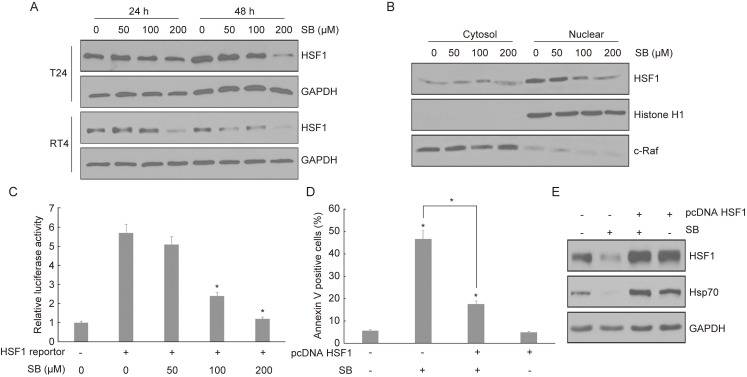 A
24 h 48 h
0 50 100 200 0 50 100 200 SB (µM)
T24
HSF1
GAPDH
RT4
HSF1
GAPDH
B
Cytosol Nuclear
0 50 100 200 0 50 100 200 SB (µM)
HSF1
Histone H1
c-Raf
C
Relative luciferase activity
7
6
5
4
3
2
1
0
* *
HSF1 reportor - + + + +
SB (µM) 0 0 50 100 200
D
Annexin V positive cells (%)
60
50
40
30
20
10
0
*
* *
pcDNA HSF1 - - + +
SB - + + -
E
- - + + pcDNA HSF1
- + + - SB
HSF1
Hsp70
GAPDH